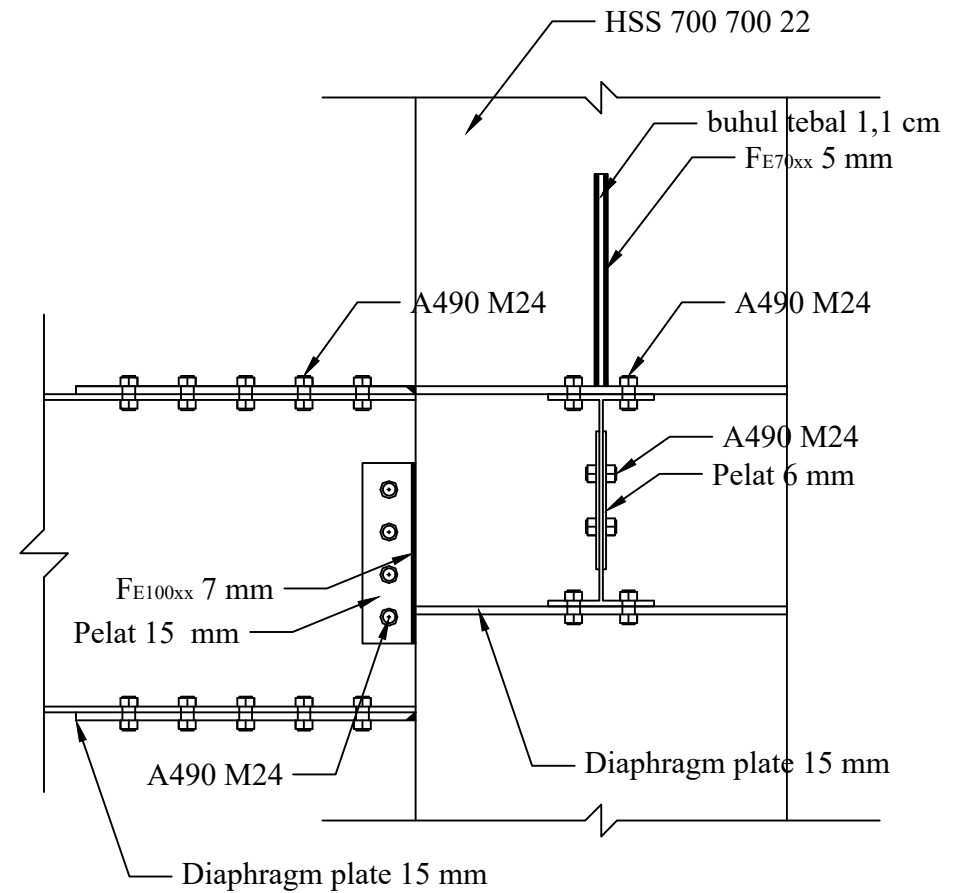 HSS 700 700 22
buhul tebal 1,1 cm
FE70xx 5 mm
A490 M24
A490 M24
A490 M24
Pelat 6 mm
FE100xx 7 mm
Pelat 15 mm
A490 M24
Diaphragm plate 15 mm
Diaphragm plate 15 mm